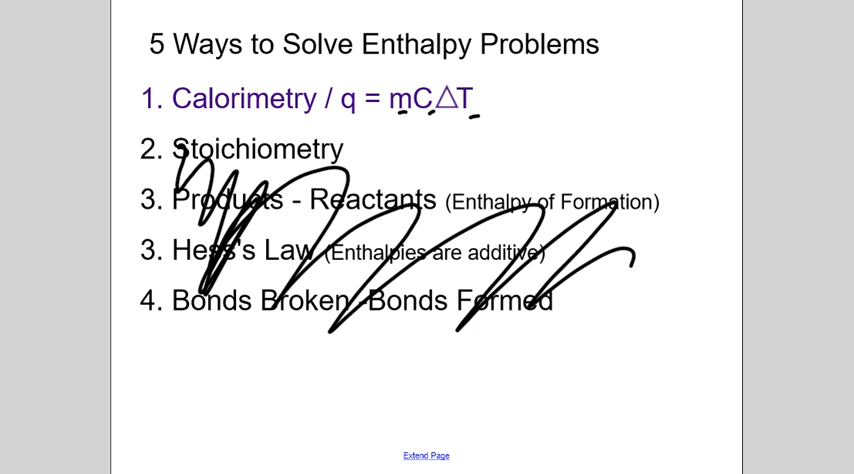 5 Ways to Solve Enthalpy Problems
1. Calorimetry / q = mC△T
2. Stoichiometry
3. Products - Reactants (Enthalpy of Formation)
3. Hess's Law (Enthalpies are additive)
4. Bonds Broken -Bonds Formed
Extend Page